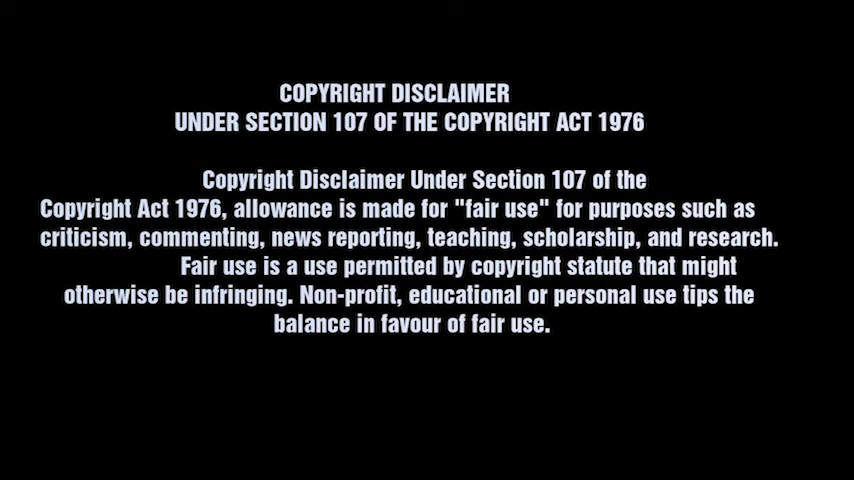 COPYRIGHT DISCLAIMER
UNDER SECTION 107 OF THE COPYRIGHT ACT 1976
Copyright Disclaimer Under Section 107 of the
Copyright Act 1976, allowance is made for "fair use" for purposes such as
criticism, commenting, news reporting, teaching, scholarship, and research.
Fair use is a use permitted by copyright statute that might
otherwise be infringing. Non-profit, educational or personal use tips the
balance in favour of fair use.